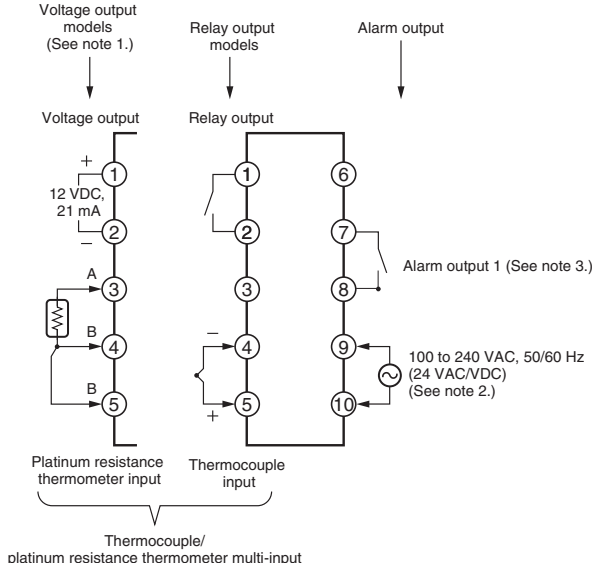 Voltage output
models
(See note 1.)
Relay output
models
Alarm output
Voltage output
Relay output
+
12 VDC,
21 mA
−
1
2
A
3
B
4
B
5
1
2
3
−
4
+
5
6
7
8
Alarm output 1 (See note 3.)
9
10
100 to 240 VAC, 50/60 Hz
(24 VAC/VDC)
(See note 2.)
Platinum resistance
thermometer input
Thermocouple
input
Thermocouple/
platinum resistance thermometer multi-input